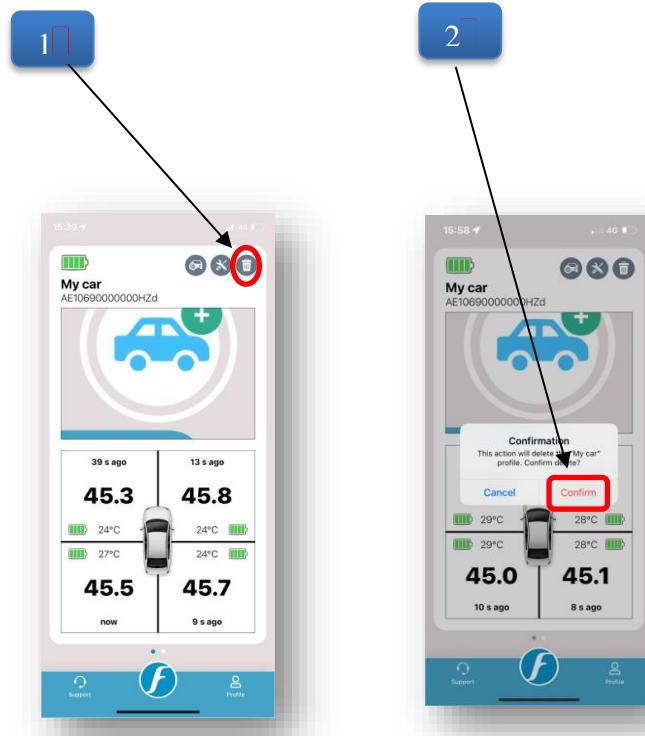 1
2
15:39
4G
My car
AE10690000000HZd
39 s ago
13 s ago
45.3
45.8
24°C
24°C
27°C
24°C
45.5
45.7
now
9 s ago
Support
f
Profile
15:58
4G
My car
AE10690000000HZd
Confirmation
This action will delete the "My car"
profile. Confirm delete?
Cancel
Confirm
29°C
28°C
29°C
28°C
45.0
45.1
10 s ago
8 s ago
Support
f
Profile